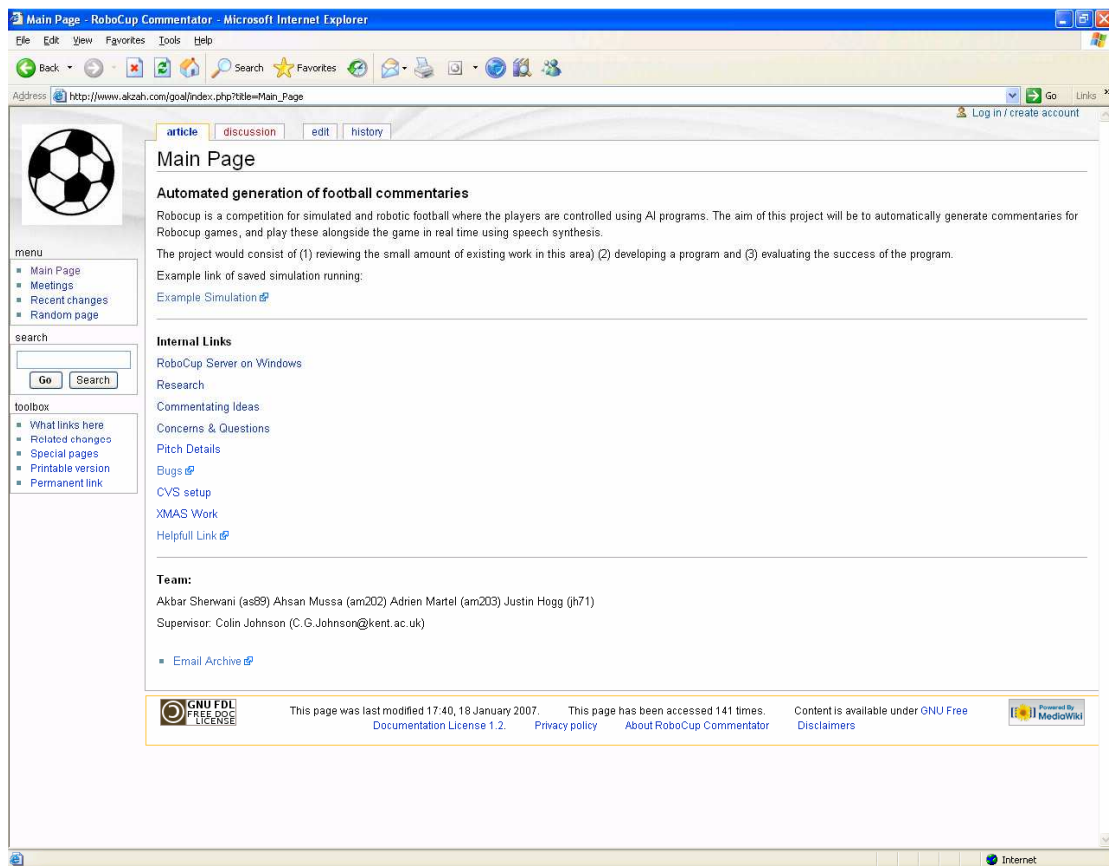 Main Page - RoboCup Commentator - Microsoft Internet Explorer
File Edit View Favorites Tools Help
Back Search Favorites
Address http://www.akzah.com/goal/index.php?title=Main_Page Go Links »
Log in / create account
article discussion edit history
Main Page
Automated generation of football commentaries
Robocup is a competition for simulated and robotic football where the players are controlled using AI programs. The aim of this project will be to automatically generate commentaries for
Robocup games, and play these alongside the game in real time using speech synthesis.
The project would consist of (1) reviewing the small amount of existing work in this area) (2) developing a program and (3) evaluating the success of the program.
Example link of saved simulation running:
Example Simulation
menu
Main Page
Meetings
Recent changes
Random page
search
Go Search
toolbox
What links here
Related changes
Special pages
Printable version
Permanent link
Internal Links
RoboCup Server on Windows
Research
Commentating Ideas
Concerns & Questions
Pitch Details
Bugs
CVS setup
XMAS Work
Helpfull Link
Team:
Akbar Sherwani (as89) Ahsan Mussa (am202) Adrien Martel (am203) Justin Hogg (jh71)
Supervisor: Colin Johnson (C.G.Johnson@kent.ac.uk)
Email Archive
GNU FDL
FREE DOC
LICENSE
This page was last modified 17:40, 18 January 2007. This page has been accessed 141 times. Content is available under GNU Free
Documentation License 1.2. Privacy policy About RoboCup Commentator Disclaimers
Powered By
MediaWiki
Internet